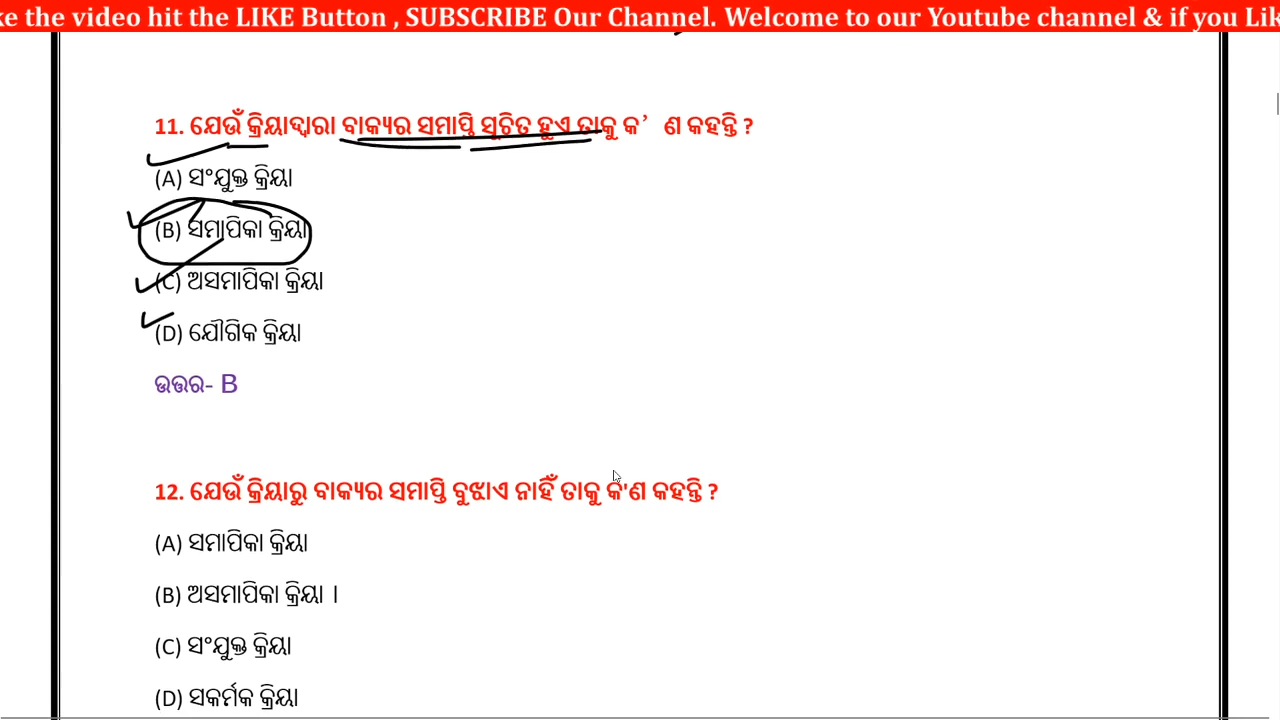 ke the video hit the LIKE Button , SUBSCRIBE Our Channel. Welcome to our Youtube channel & if you Lik
11. ଯେଉଁ କ୍ରିୟାଦ୍ୱାରା ବାକ୍ୟର ସମାପ୍ତି ସୂଚିତ ହୁଏ ତାକୁ କ’ ଣ କହନ୍ତି ?
(A) ସଂଯୁକ୍ତ କ୍ରିୟା
(B) ସମାପିକା କ୍ରିୟା
(C) ଅସମାପିକା କ୍ରିୟା
(D) ଯୌଗିକ କ୍ରିୟା
ଉତ୍ତର- B
12. ଯେଉଁ କ୍ରିୟାରୁ ବାକ୍ୟର ସମାପ୍ତି ବୁଝାଏ ନାହିଁ ତାକୁ କ'ଣ କହନ୍ତି ?
(A) ସମାପିକା କ୍ରିୟା
(B) ଅସମାପିକା କ୍ରିୟା ।
(C) ସଂଯୁକ୍ତ କ୍ରିୟା
(D) ସକର୍ମକ କ୍ରିୟା